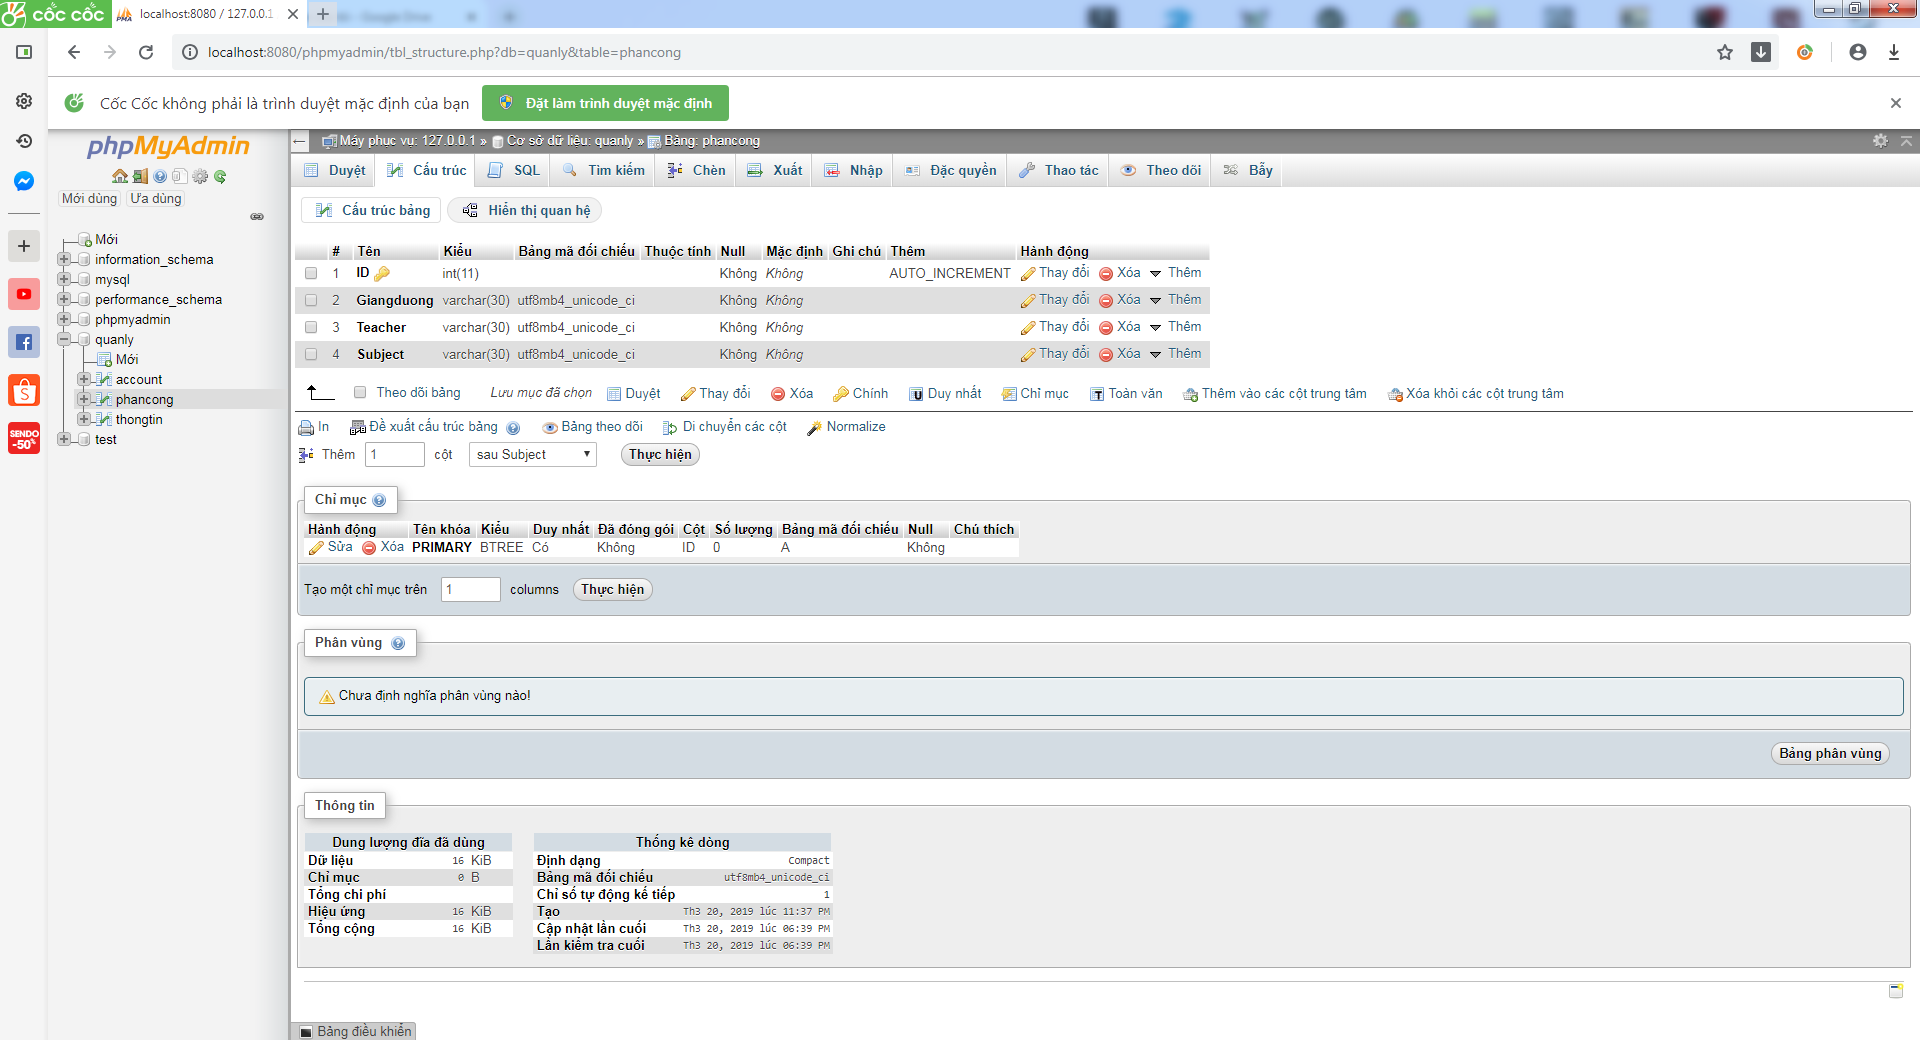 cốc cốc
localhost:8080 / 127.0.0.1
localhost:8080/phpmyadmin/tbl_structure.php?db=quanly&table=phancong
Cốc Cốc không phải là trình duyệt mặc định của bạn
Đặt làm trình duyệt mặc định
phpMyAdmin
Mới dùng
Ưa dùng
Mới
information_schema
mysql
performance_schema
phpmyadmin
quanly
Mới
account
phancong
thongtin
test
SENDO
-50%
Máy phục vụ: 127.0.0.1 » Cơ sở dữ liệu: quanly » Bảng: phancong
Duyệt Cấu trúc SQL Tìm kiếm Chèn Xuất Nhập Đặc quyền Thao tác Theo dõi Bẫy
Cấu trúc bảng Hiển thị quan hệ
# Tên Kiểu Bảng mã đối chiếu Thuộc tính Null Mặc định Ghi chú Thêm Hành động
1 ID int(11) Không Không AUTO_INCREMENT Thay đổi Xóa Thêm
2 Giangduong varchar(30) utf8mb4_unicode_ci Không Không Thay đổi Xóa Thêm
3 Teacher varchar(30) utf8mb4_unicode_ci Không Không Thay đổi Xóa Thêm
4 Subject varchar(30) utf8mb4_unicode_ci Không Không Thay đổi Xóa Thêm
Theo dõi bảng Lưu mục đã chọn Duyệt Thay đổi Xóa Chính Duy nhất Chỉ mục Toàn văn Thêm vào các cột trung tâm Xóa khỏi các cột trung tâm
In Đề xuất cấu trúc bảng Bảng theo dõi Di chuyển các cột Normalize
Thêm 1 cột sau Subject Thực hiện
Chỉ mục
Hành động Tên khóa Kiểu Duy nhất Đã đóng gói Cột Số lượng Bảng mã đối chiếu Null Chú thích
Sửa Xóa PRIMARY BTREE Có Không ID 0 A Không
Tạo một chỉ mục trên 1 columns Thực hiện
Phân vùng
Chưa định nghĩa phân vùng nào!
Bảng phân vùng
Thông tin
Dung lượng đĩa đã dùng
Dữ liệu 16 KiB
Chỉ mục 0 B
Tổng chi phí
Hiệu ứng 16 KiB
Tổng cộng 16 KiB
Thống kê dòng
Định dạng Compact
Bảng mã đối chiếu utf8mb4_unicode_ci
Chỉ số tự động kế tiếp 1
Tạo Th3 20, 2019 lúc 11:37 PM
Cập nhật lần cuối Th3 20, 2019 lúc 06:39 PM
Lần kiểm tra cuối Th3 20, 2019 lúc 06:39 PM
Bảng điều khiển